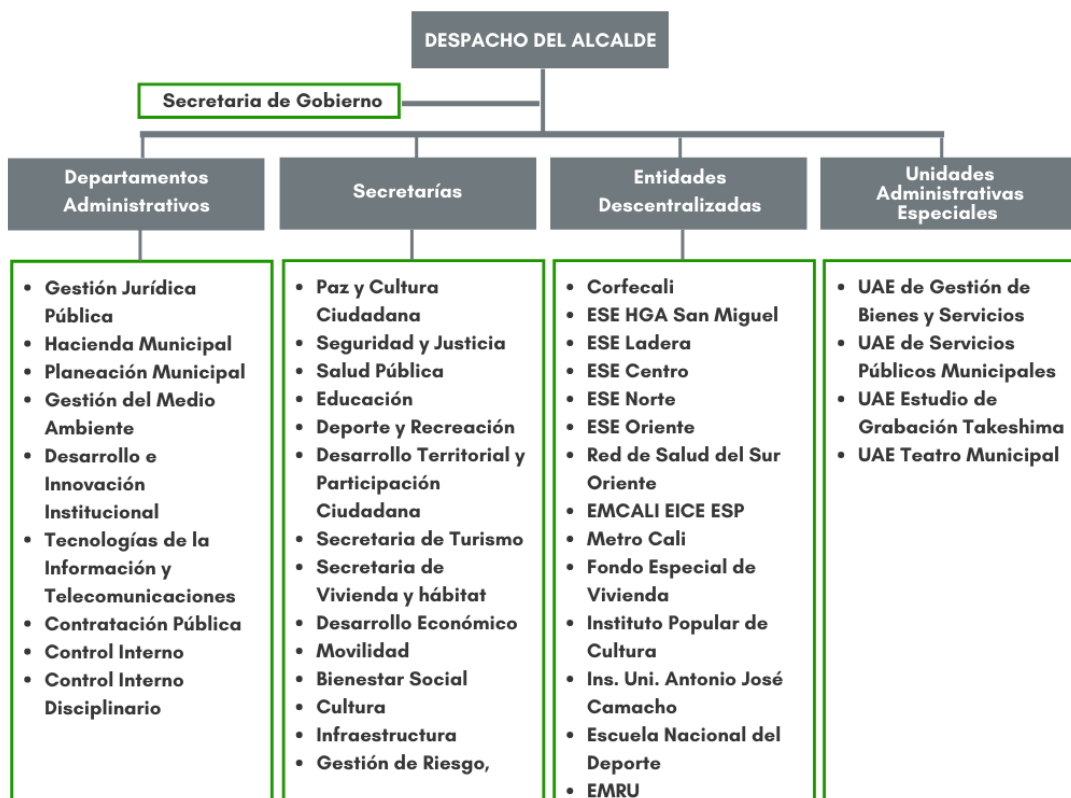 DESPACHO DEL ALCALDE
Secretaria de Gobierno
Departamentos
Administrativos
• Gestión Jurídica
Pública
• Hacienda Municipal
• Planeación Municipal
• Gestión del Medio
Ambiente
• Desarrollo e
Innovación
Institucional
• Tecnologías de la
Información y
Telecomunicaciones
• Contratación Pública
• Control Interno
• Control Interno
Disciplinario
Secretarías
• Paz y Cultura
Ciudadana
• Seguridad y Justicia
• Salud Pública
• Educación
• Deporte y Recreación
• Desarrollo Territorial y
Participación
Ciudadana
• Secretaria de Turismo
• Secretaria de
Vivienda y hábitat
• Desarrollo Económico
• Movilidad
• Bienestar Social
• Cultura
• Infraestructura
• Gestión de Riesgo,
Entidades
Descentralizadas
• Corfecali
• ESE HGA San Miguel
• ESE Ladera
• ESE Centro
• ESE Norte
• ESE Oriente
• Red de Salud del Sur
Oriente
• EMCALI EICE ESP
• Metro Cali
• Fondo Especial de
Vivienda
• Instituto Popular de
Cultura
• Ins. Uni. Antonio José
Camacho
• Escuela Nacional del
Deporte
• EMRU
Unidades
Administrativas
Especiales
• UAE de Gestión de
Bienes y Servicios
• UAE de Servicios
Públicos Municipales
• UAE Estudio de
Grabación Takeshima
• UAE Teatro Municipal